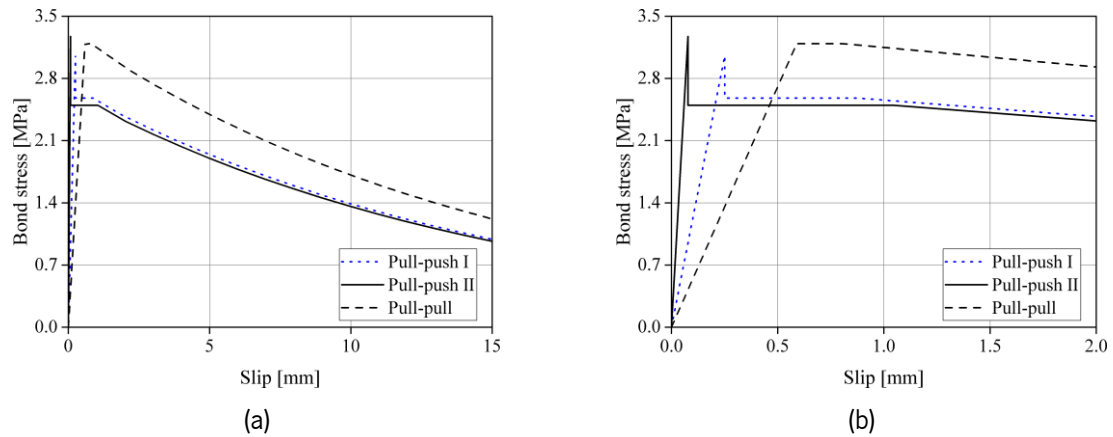 3.5
2.8
2.1
1.4
0.7
0.0
Bond stress [MPa]
0
5
10
15
Slip [mm]
Pull-push I
Pull-push II
Pull-pull
(a)
3.5
2.8
2.1
1.4
0.7
0.0
Bond stress [MPa]
0.0
0.5
1.0
1.5
2.0
Slip [mm]
Pull-push I
Pull-push II
Pull-pull
(b)